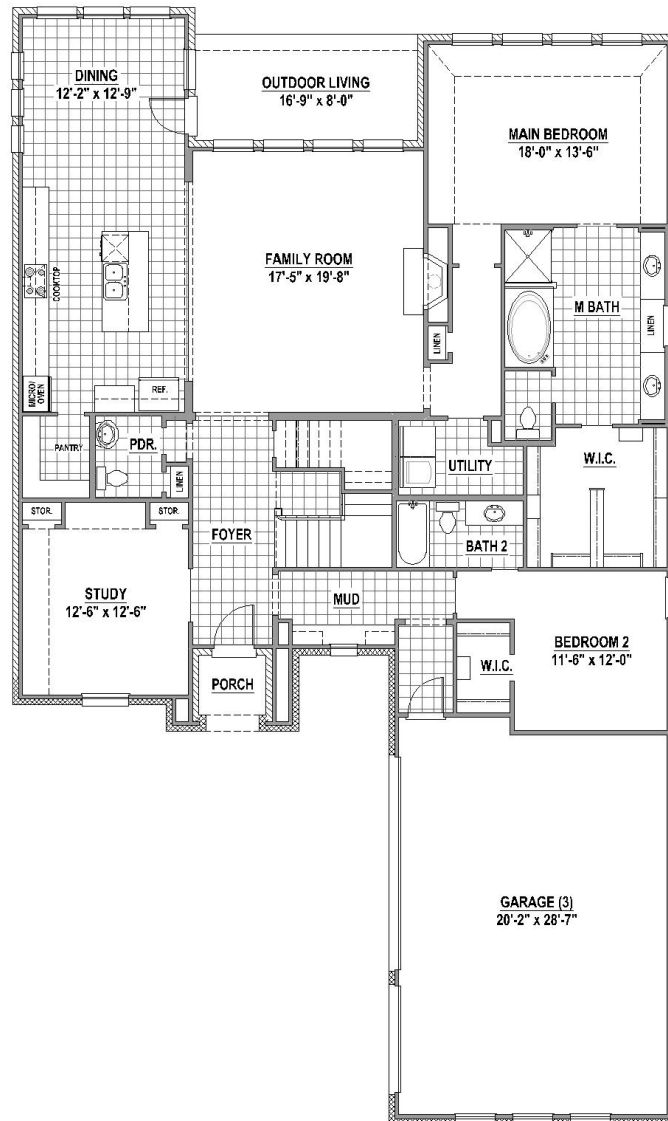 DINING
12'-2" x 12'-9"
OUTDOOR LIVING
16'-9" x 8'-0"
MAIN BEDROOM
18'-0" x 13'-6"
FAMILY ROOM
17'-5" x 19'-8"
COOKTOP
M BATH
LINEN
LINEN
MICRO/
OVEN
REF.
PANTRY
PDR.
LINEN
UTILITY
W.I.C.
STOR.
STOR.
FOYER
BATH 2
STUDY
12'-6" x 12'-6"
MUD
BEDROOM 2
11'-6" x 12'-0"
W.I.C.
PORCH
GARAGE (3)
20'-2" x 28'-7"